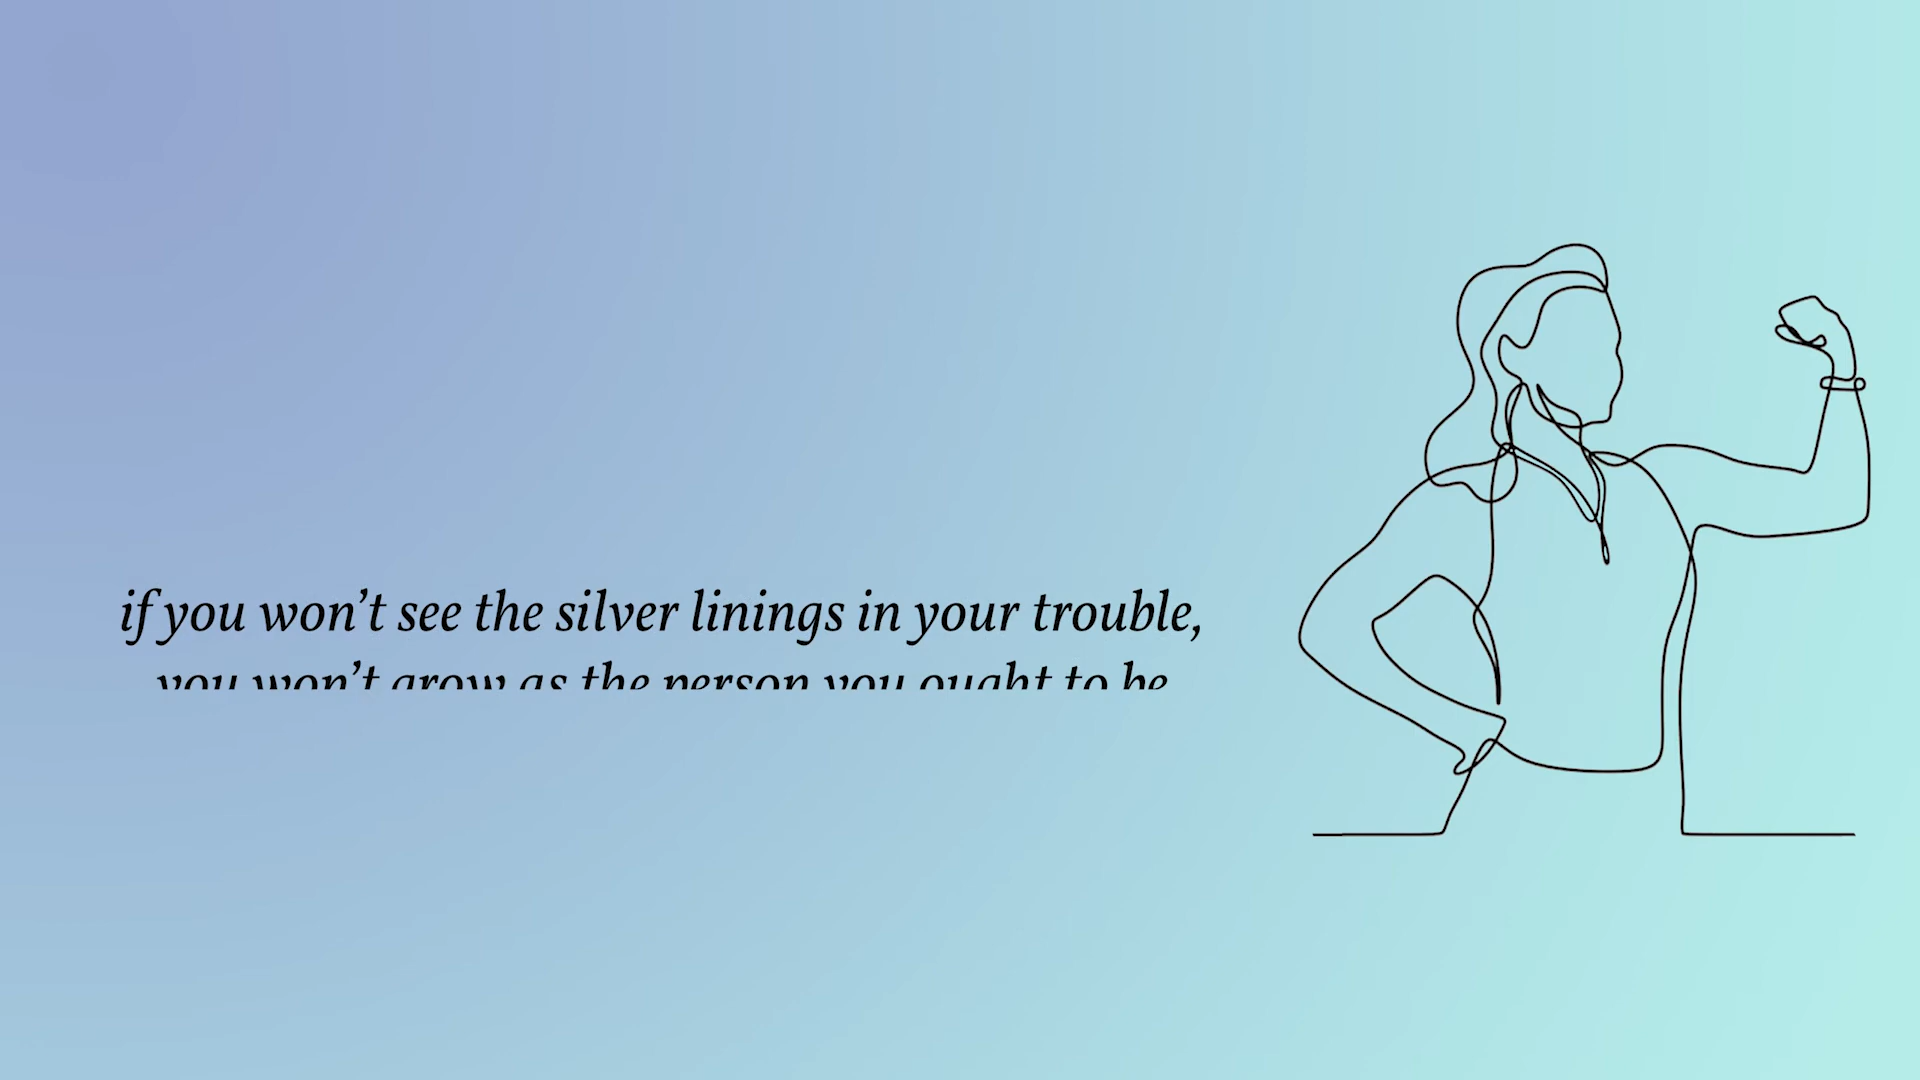 if you won't see the silver linings in your trouble,
you won't grow as the person you ought to be